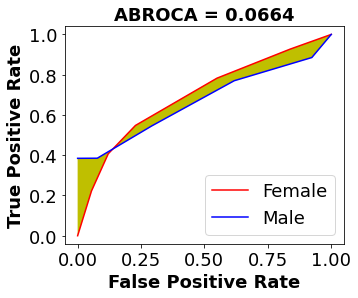 ABROCA = 0.0664
True Positive Rate
1.0
0.8
0.6
0.4
0.2
0.0
Female
Male
0.00 0.25 0.50 0.75 1.00
False Positive Rate